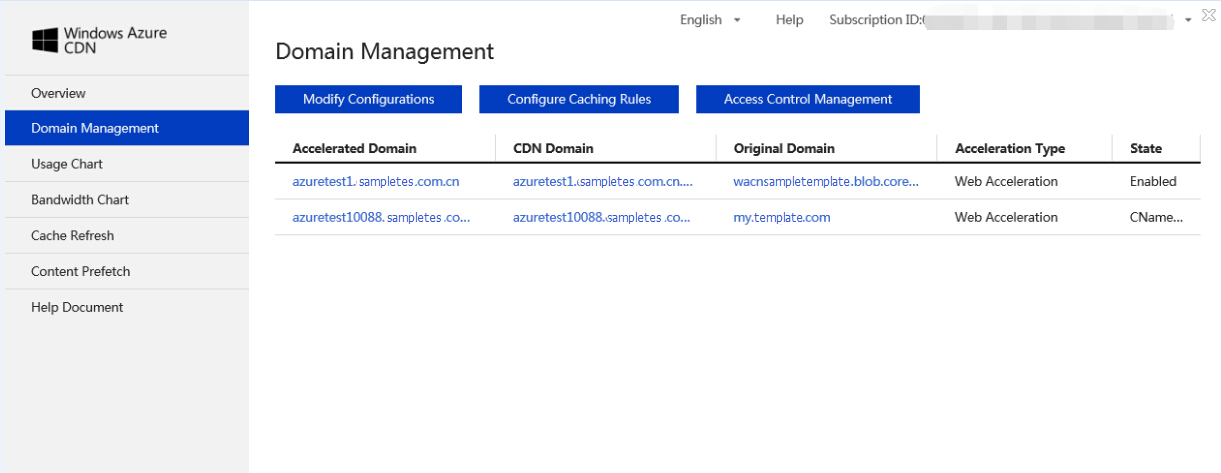 English Help Subscription ID:
Windows Azure
CDN
Domain Management
Overview
Domain Management
Usage Chart
Bandwidth Chart
Cache Refresh
Content Prefetch
Help Document
Modify Configurations Configure Caching Rules Access Control Management
Accelerated Domain CDN Domain Original Domain Acceleration Type State
azuretest1.sampletes.com.cn azuretest1.sampletes.com.cn.... wacnsampletemplate.blob.core... Web Acceleration Enabled
azuretest10088.sampletes.co... azuretest10088.sampletes.co... my.template.com Web Acceleration CName...